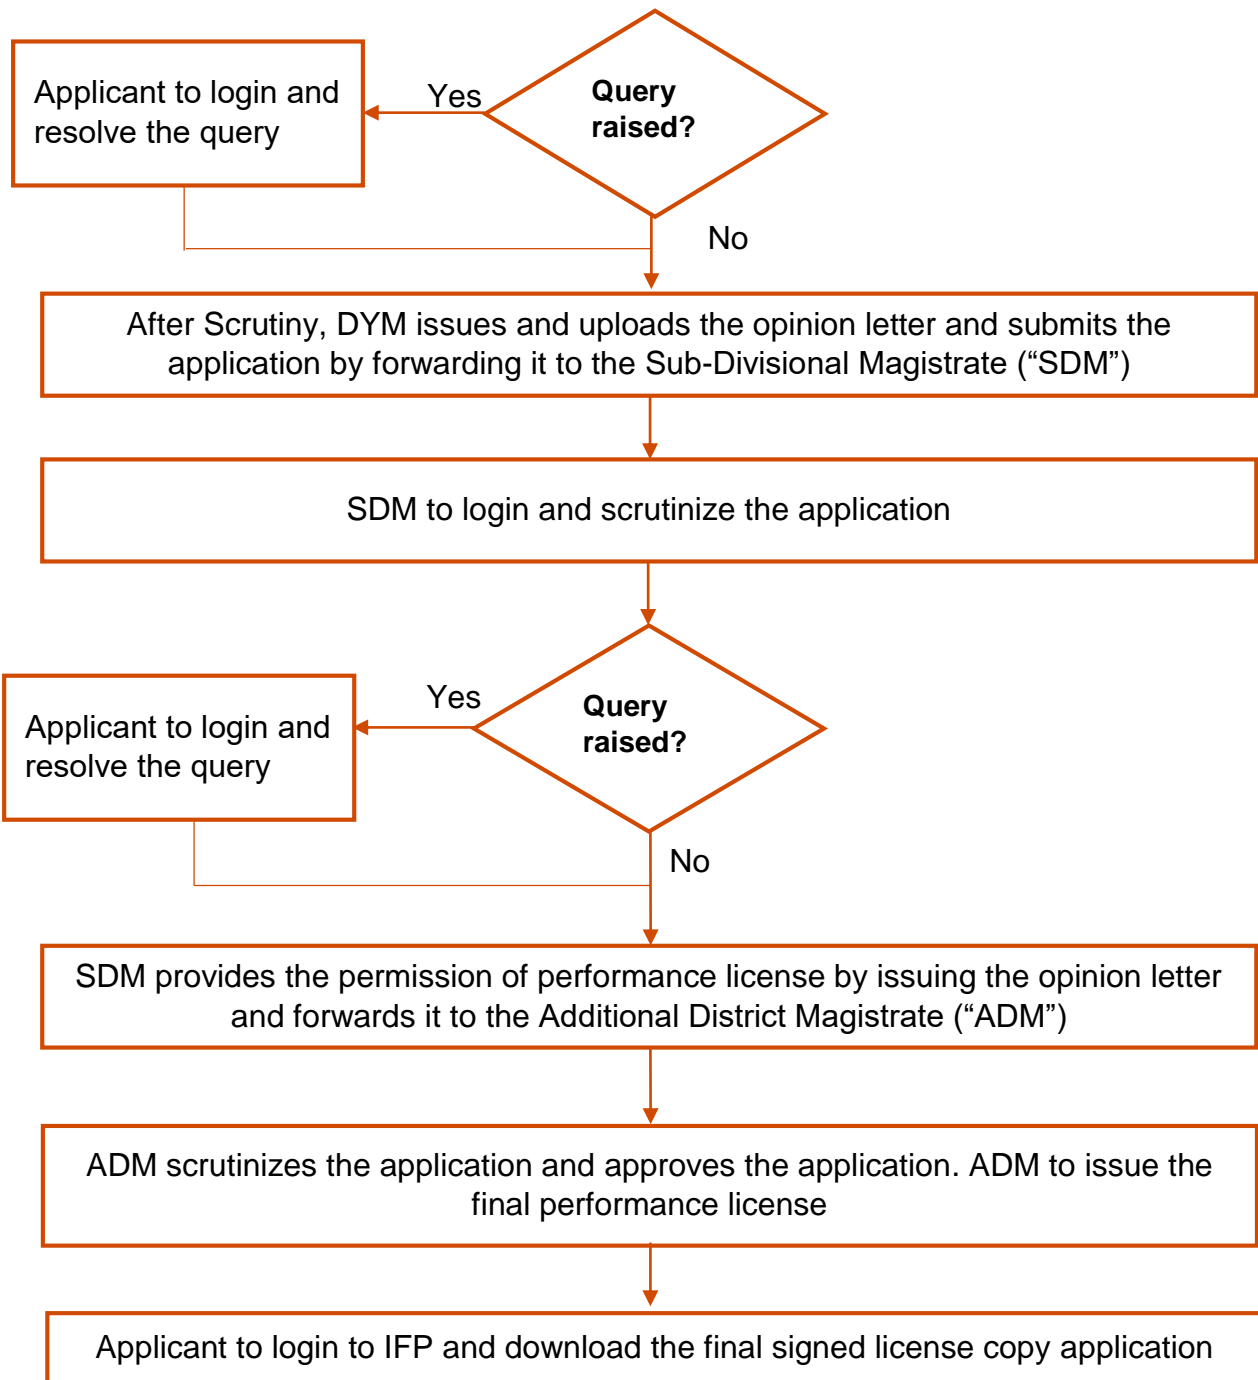 Query
raised?
Yes
Applicant to login and
resolve the query
No
After Scrutiny, DYM issues and uploads the opinion letter and submits the
application by forwarding it to the Sub-Divisional Magistrate (“SDM”)
SDM to login and scrutinize the application
Query
raised?
Yes
Applicant to login and
resolve the query
No
SDM provides the permission of performance license by issuing the opinion letter
and forwards it to the Additional District Magistrate (“ADM”)
ADM scrutinizes the application and approves the application. ADM to issue the
final performance license
Applicant to login to IFP and download the final signed license copy application